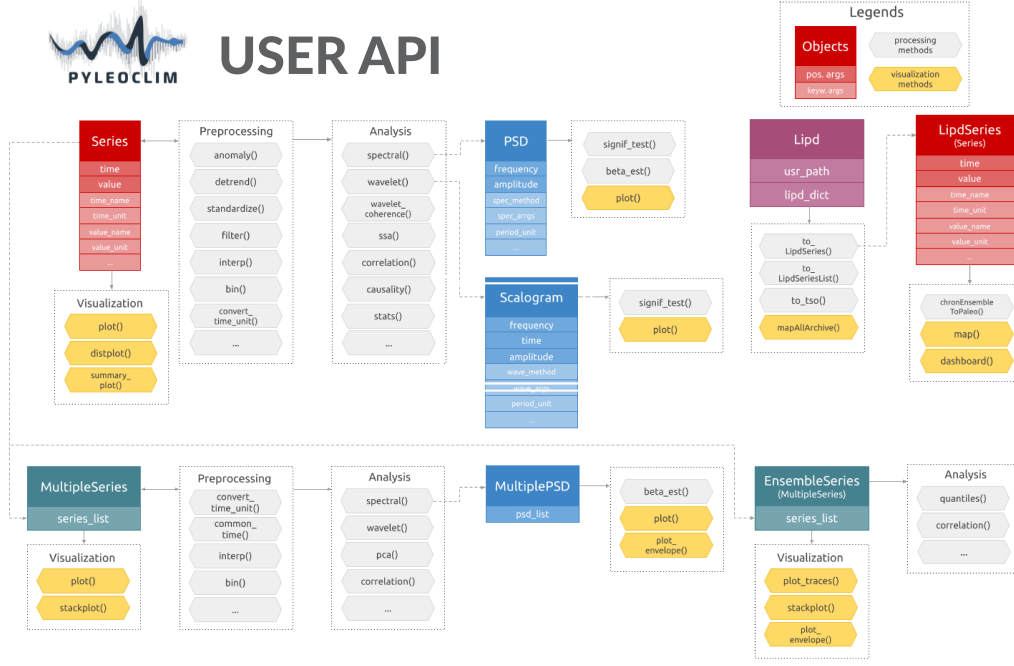 PYLEOCLIM
USER API
Legends
Objects
pos. args
keyw. args
processing
methods
visualization
methods
Series
time
value
time_name
time_unit
value_name
value_unit
...
Visualization
plot()
distplot()
summary_
plot()
Preprocessing
anomaly()
detrend()
standardize()
filter()
interp()
bin()
convert_
time_unit()
...
Analysis
spectral()
wavelet()
wavelet_
coherence()
ssa()
correlation()
causality()
stats()
...
PSD
frequency
amplitude
spec_method
spec_arrgs
period_unit
...
signif_test()
beta_est()
plot()
Scalogram
frequency
time
amplitude
wave_method
wave_args
period_unit
...
signif_test()
plot()
Lipd
usr_path
lipd_dict
to_
LipdSeries()
to_
LipdSeriesList()
to_tso()
mapAllArchive()
LipdSeries
(Series)
time
value
time_name
time_unit
value_name
value_unit
...
chronEnsemble
ToPaleo()
map()
dashboard()
MultipleSeries
series_list
Visualization
plot()
stackplot()
Preprocessing
convert_
time_unit()
common_
time()
interp()
bin()
...
Analysis
spectral()
wavelet()
pca()
correlation()
...
MultiplePSD
psd_list
beta_est()
plot()
plot_
envelope()
EnsembleSeries
(MultipleSeries)
series_list
Visualization
plot_traces()
stackplot()
plot_
envelope()
Analysis
quantiles()
correlation()
...